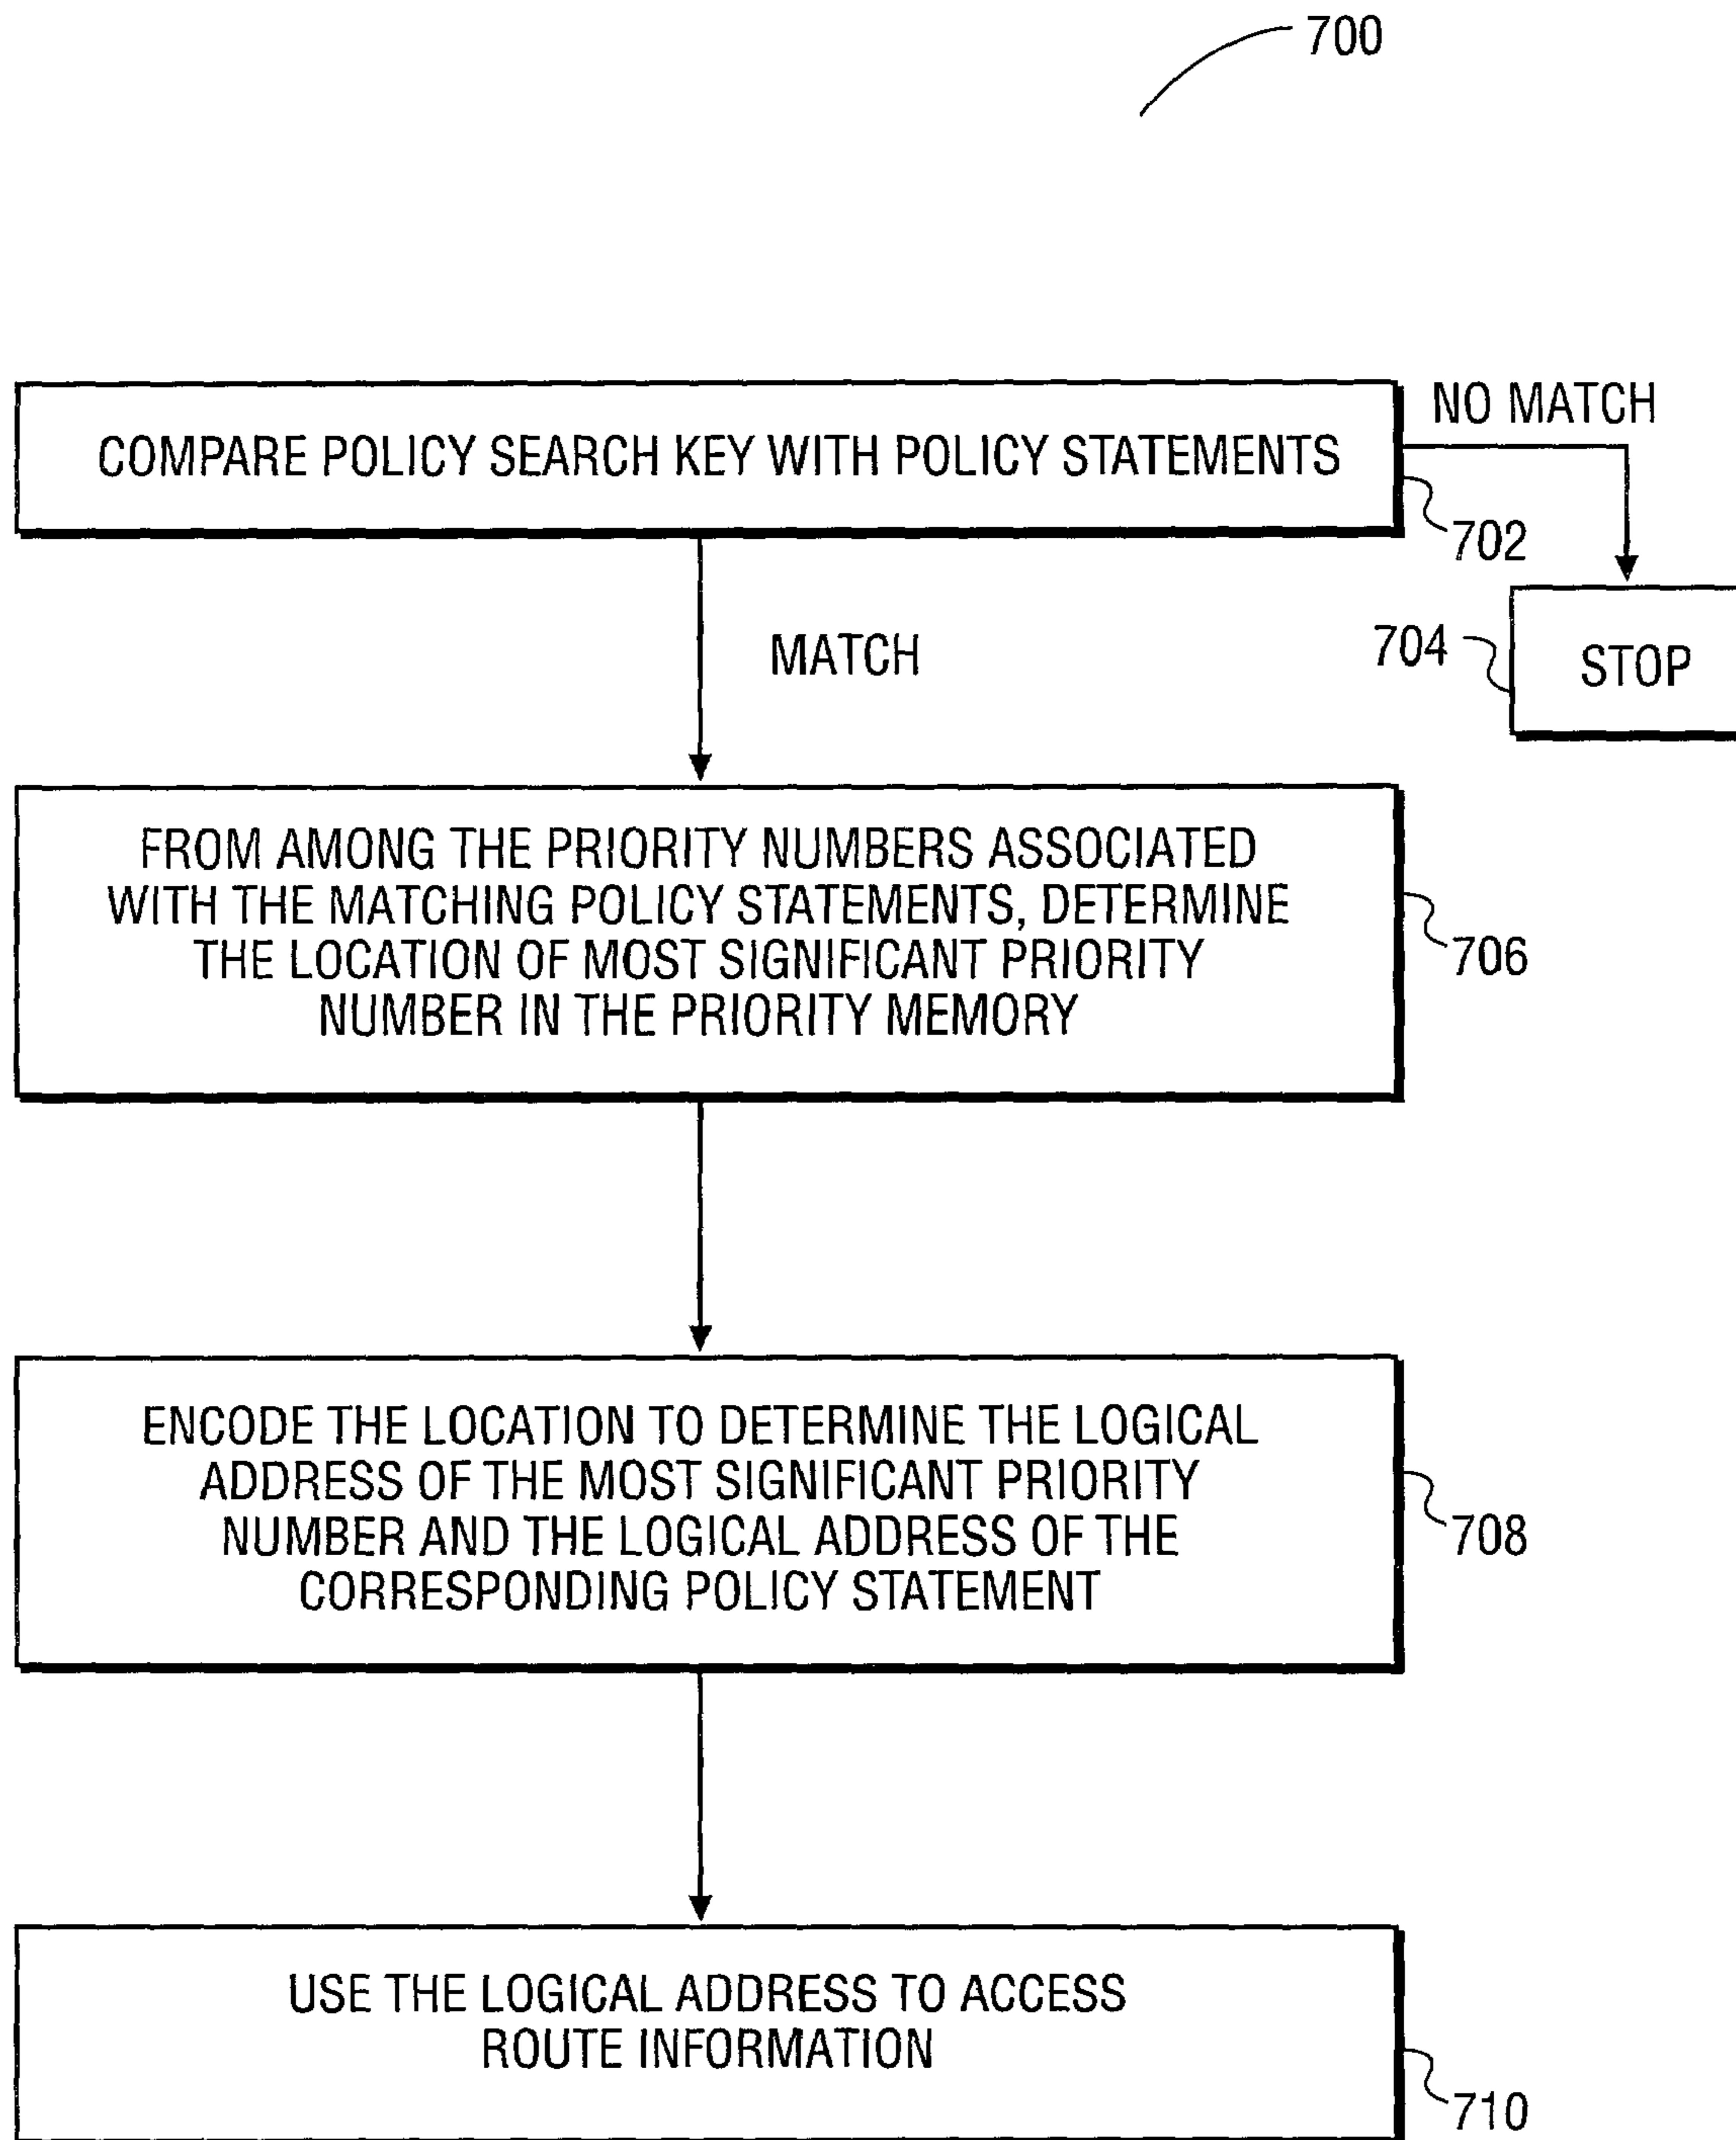 700
COMPARE POLICY SEARCH KEY WITH POLICY STATEMENTS
NO MATCH
702
704
STOP
MATCH
FROM AMONG THE PRIORITY NUMBERS ASSOCIATED
WITH THE MATCHING POLICY STATEMENTS, DETERMINE
THE LOCATION OF MOST SIGNIFICANT PRIORITY
NUMBER IN THE PRIORITY MEMORY
706
ENCODE THE LOCATION TO DETERMINE THE LOGICAL
ADDRESS OF THE MOST SIGNIFICANT PRIORITY
NUMBER AND THE LOGICAL ADDRESS OF THE
CORRESPONDING POLICY STATEMENT
708
USE THE LOGICAL ADDRESS TO ACCESS
ROUTE INFORMATION
710